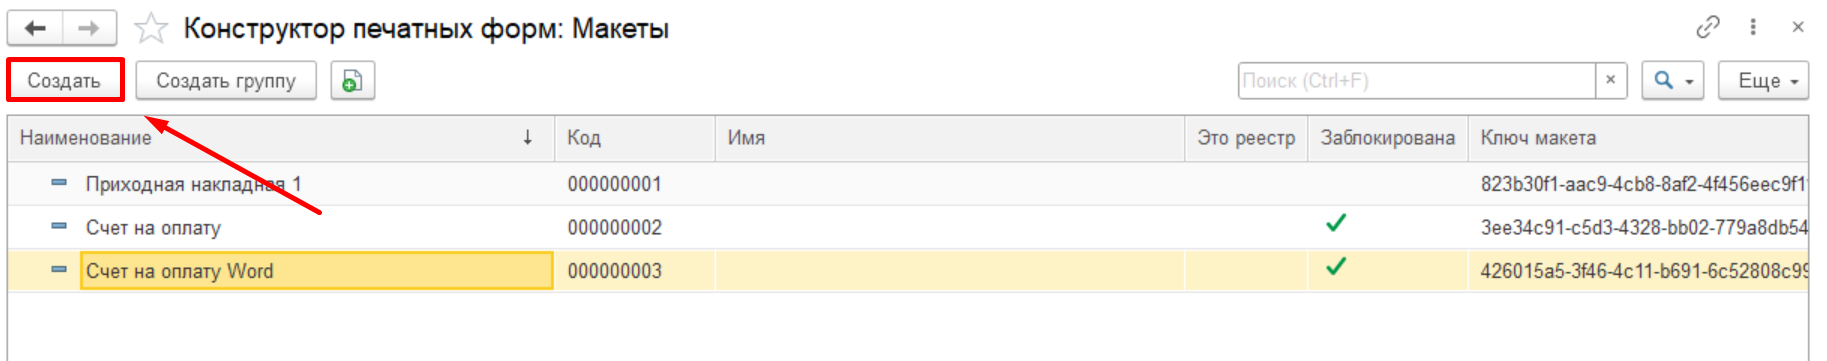 Конструктор печатных форм: Макеты
Создать Создать группу Поиск (Ctrl+F) × Еще
Наименование ↓ Код Имя Это реестр Заблокирована Ключ макета
Приходная накладная 1 000000001 823b30f1-aac9-4cb8-8af2-4f456eec9f1
Счет на оплату 000000002 3ee34c91-c5d3-4328-bb02-779a8db54
Счет на оплату Word 000000003 426015a5-3f46-4c11-b691-6c52808c99